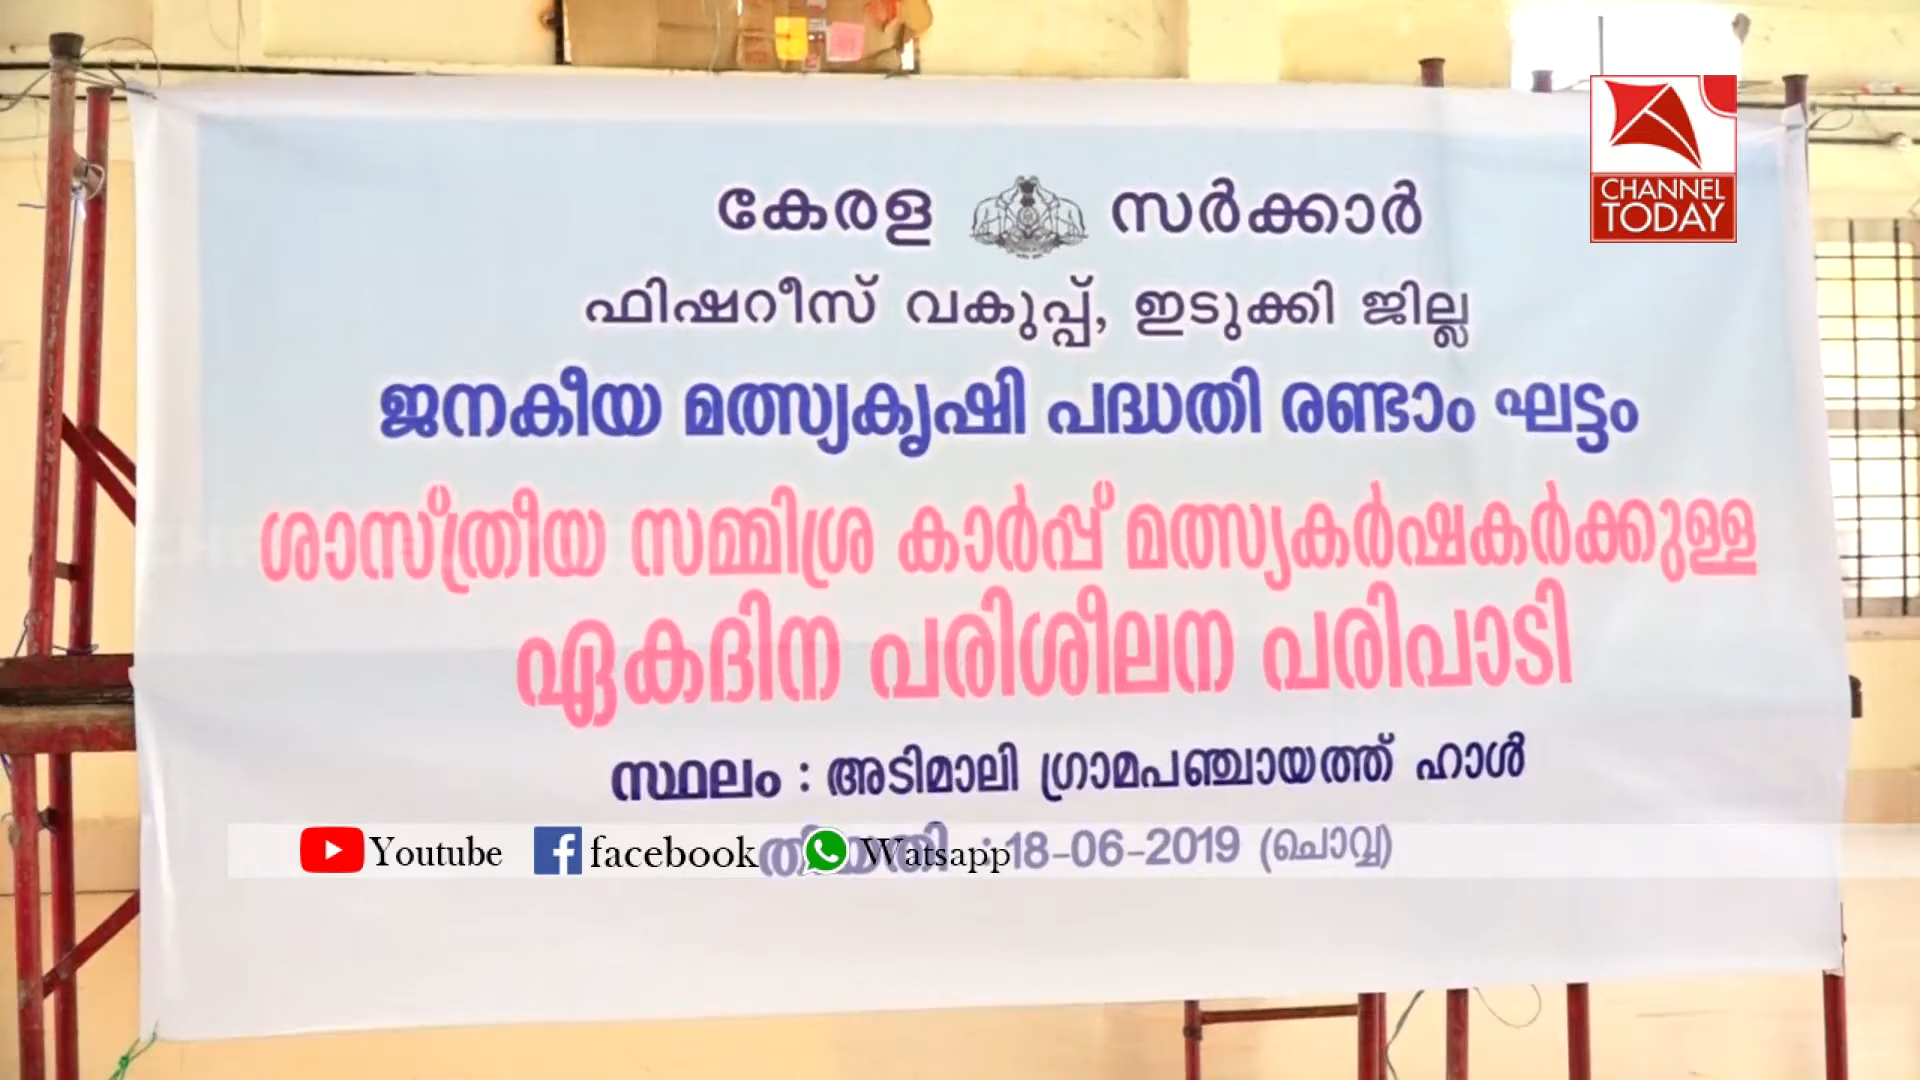 കേരള സർക്കാർ
CHANNEL
TODAY
ഫിഷറീസ് വകുപ്പ്, ഇടുക്കി ജില്ല
ജനകീയ മത്സ്യകൃഷി പദ്ധതി രണ്ടാം ഘട്ടം
ശാസ്ത്രീയ സമ്മിശ്ര കാർപ്പ് മത്സ്യകർഷകർക്കുള്ള
ഏകദിന പരിശീലന പരിപാടി
സ്ഥലം : അടിമാലി ഗ്രാമപഞ്ചായത്ത് ഹാൾ
തിയതി : 18-06-2019 (ചൊവ്വ)
Youtube facebook Watsapp